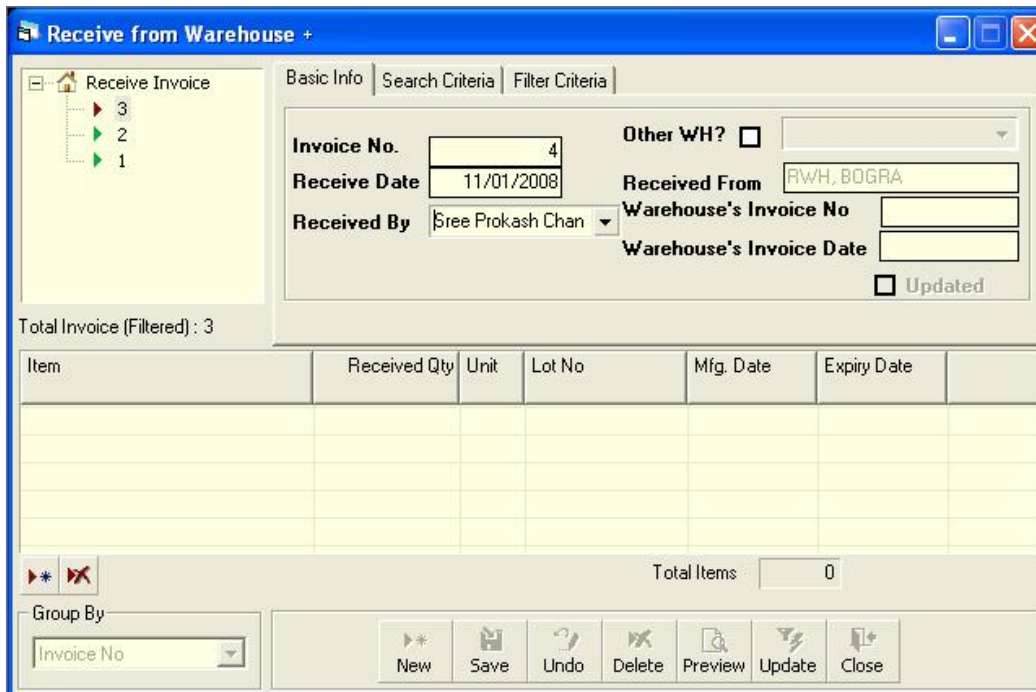 Receive from Warehouse +
Receive Invoice
3
2
1
Total Invoice (Filtered) : 3
Basic Info Search Criteria Filter Criteria
Invoice No. 4
Receive Date 11/01/2008
Received By Sree Prokash Chan
Other WH?
Received From RWH, BOGRA
Warehouse's Invoice No
Warehouse's Invoice Date
Updated
Item Received Qty Unit Lot No Mfg. Date Expiry Date
Total Items 0
Group By
Invoice No
New Save Undo Delete Preview Update Close